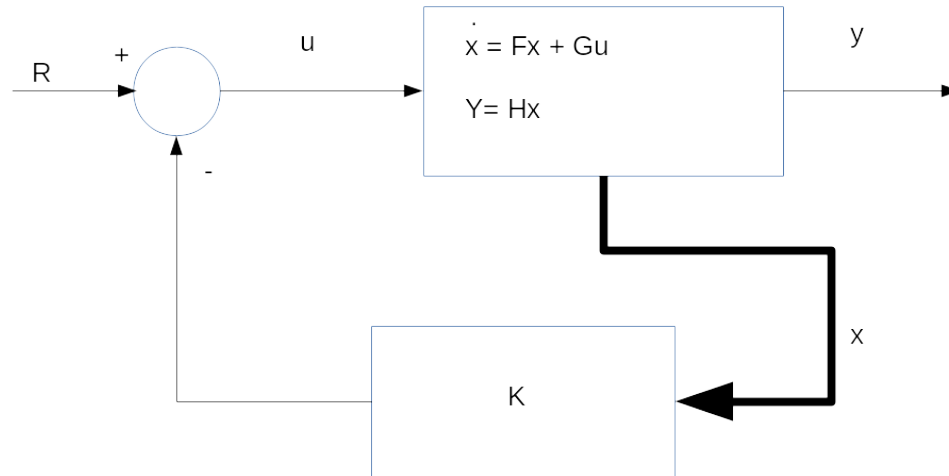 R
+
u
ẋ = Fx + Gu
Y= Hx
y
-
x
K